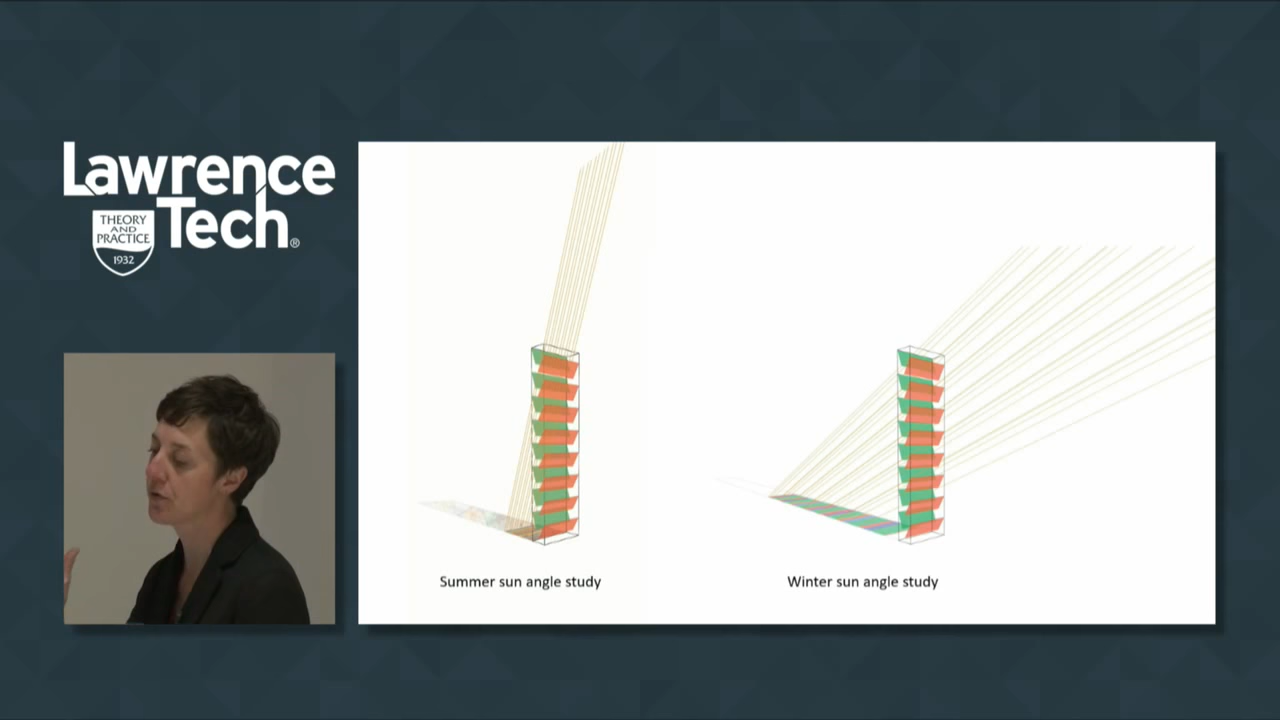 Lawrence
Tech®
THEORY
AND
PRACTICE
1932
Summer sun angle study
Winter sun angle study